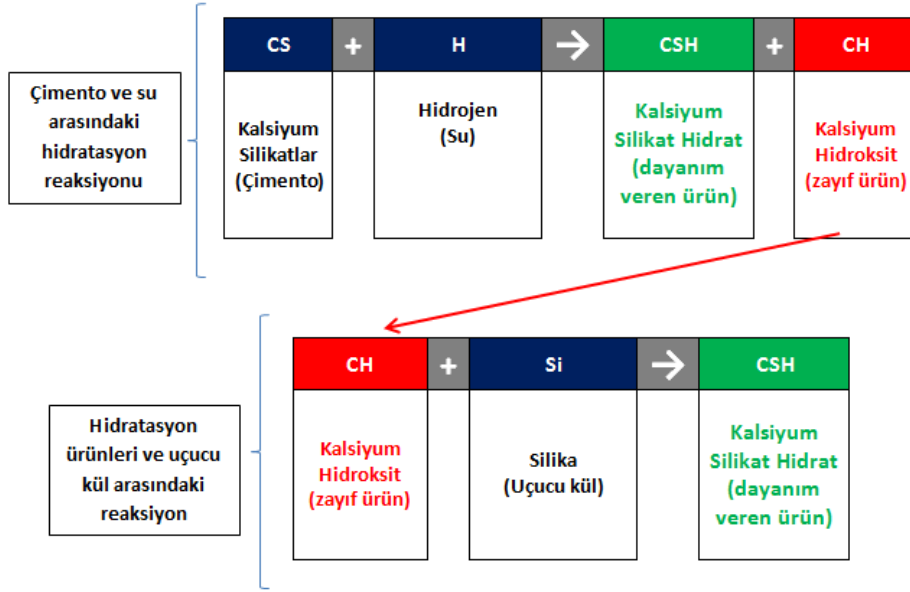 CS + H → CSH + CH
Çimento ve su
arasındaki
hidratasyon
reaksiyonu
Kalsiyum
Silikatlar
(Çimento)
Hidrojen
(Su)
Kalsiyum
Silikat Hidrat
(dayanım
veren ürün)
Kalsiyum
Hidroksit
(zayıf ürün)
CH + Si → CSH
Hidratasyon
ürünleri ve uçucu
kül arasındaki
reaksiyon
Kalsiyum
Hidroksit
(zayıf ürün)
Silika
(Uçucu kül)
Kalsiyum
Silikat Hidrat
(dayanım
veren ürün)